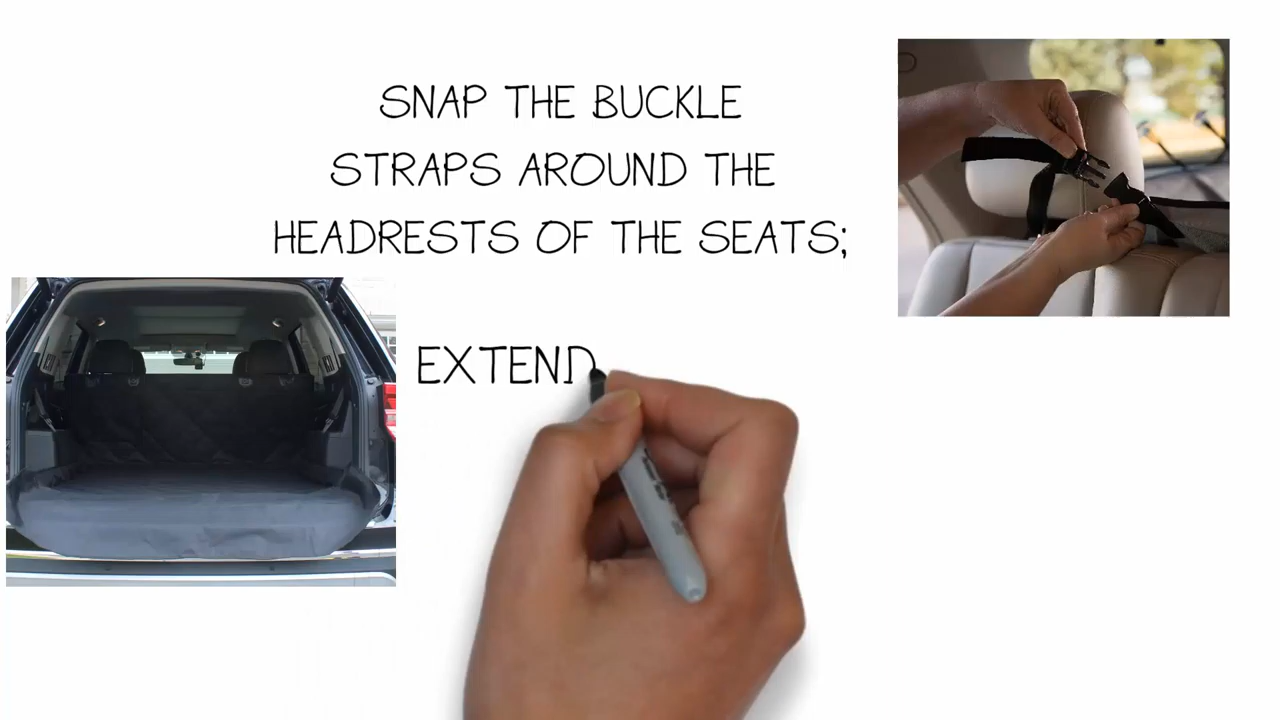 SNAP THE BUCKLE
STRAPS AROUND THE
HEADRESTS OF THE SEATS;
EXTEND